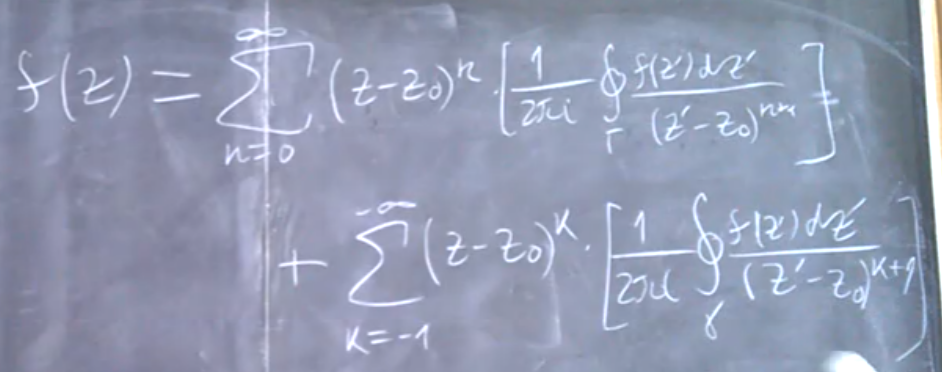 f(z) = \sum_{n=0}^{\infty} (z-z_0)^n \cdot \left[ \frac{1}{2\pi i} \oint_{\Gamma} \frac{f(z')dz'}{(z'-z_0)^{n+1}} \right]
+ \sum_{k=-1}^{-\infty} (z-z_0)^k \cdot \left[ \frac{1}{2\pi i} \oint_{\gamma} \frac{f(z')dz'}{(z'-z_0)^{k+1}} \right]